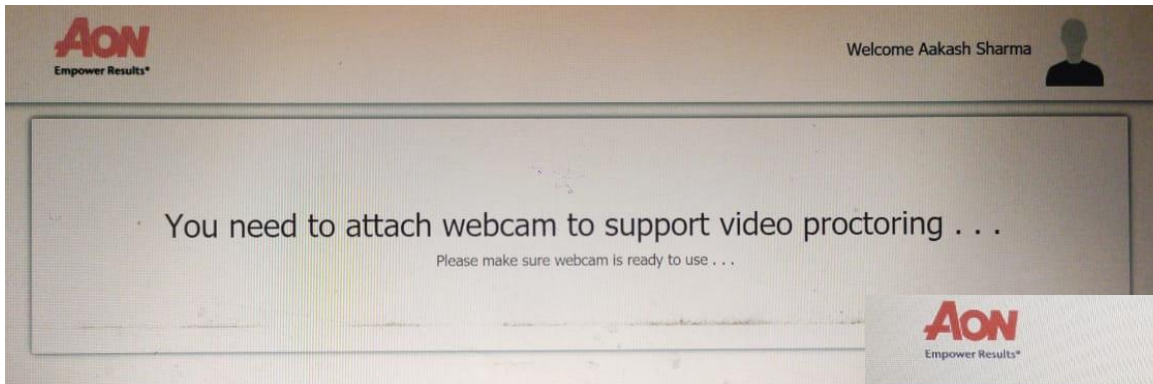 AON
Empower Results®
Welcome Aakash Sharma
You need to attach webcam to support video proctoring . . .
Please make sure webcam is ready to use . . .
AON
Empower Results®